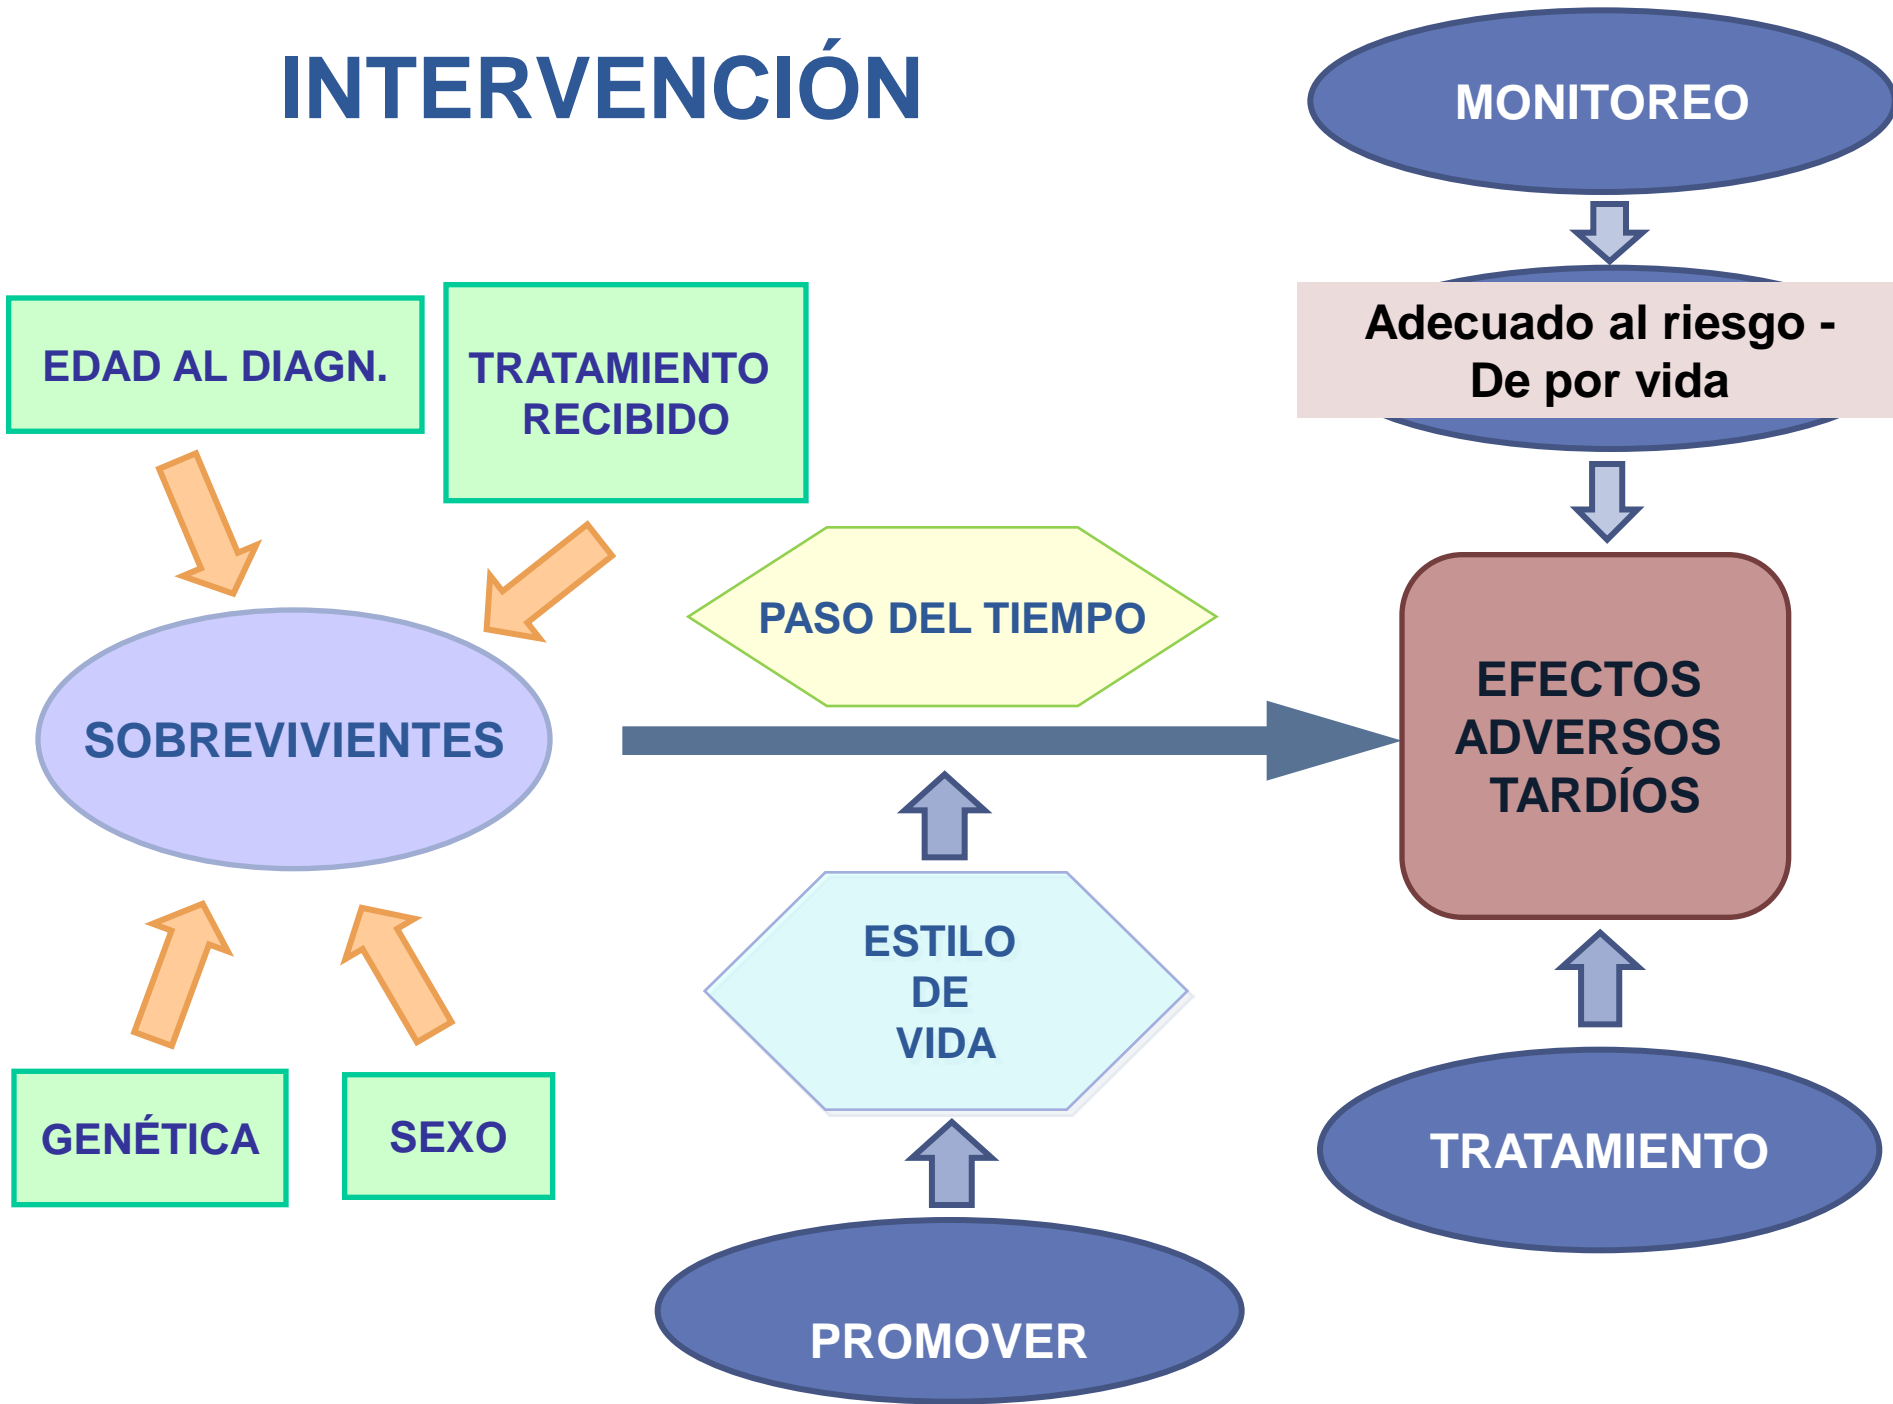 INTERVENCIÓN
MONITOREO
Adecuado al riesgo -
De por vida
EDAD AL DIAGN.
TRATAMIENTO
RECIBIDO
PASO DEL TIEMPO
SOBREVIVIENTES
EFECTOS
ADVERSOS
TARDÍOS
ESTILO
DE
VIDA
GENÉTICA
SEXO
TRATAMIENTO
PROMOVER